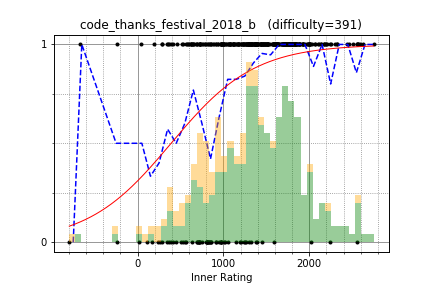 code_thanks_festival_2018_b (difficulty=391)
1
0
0 1000 2000
Inner Rating